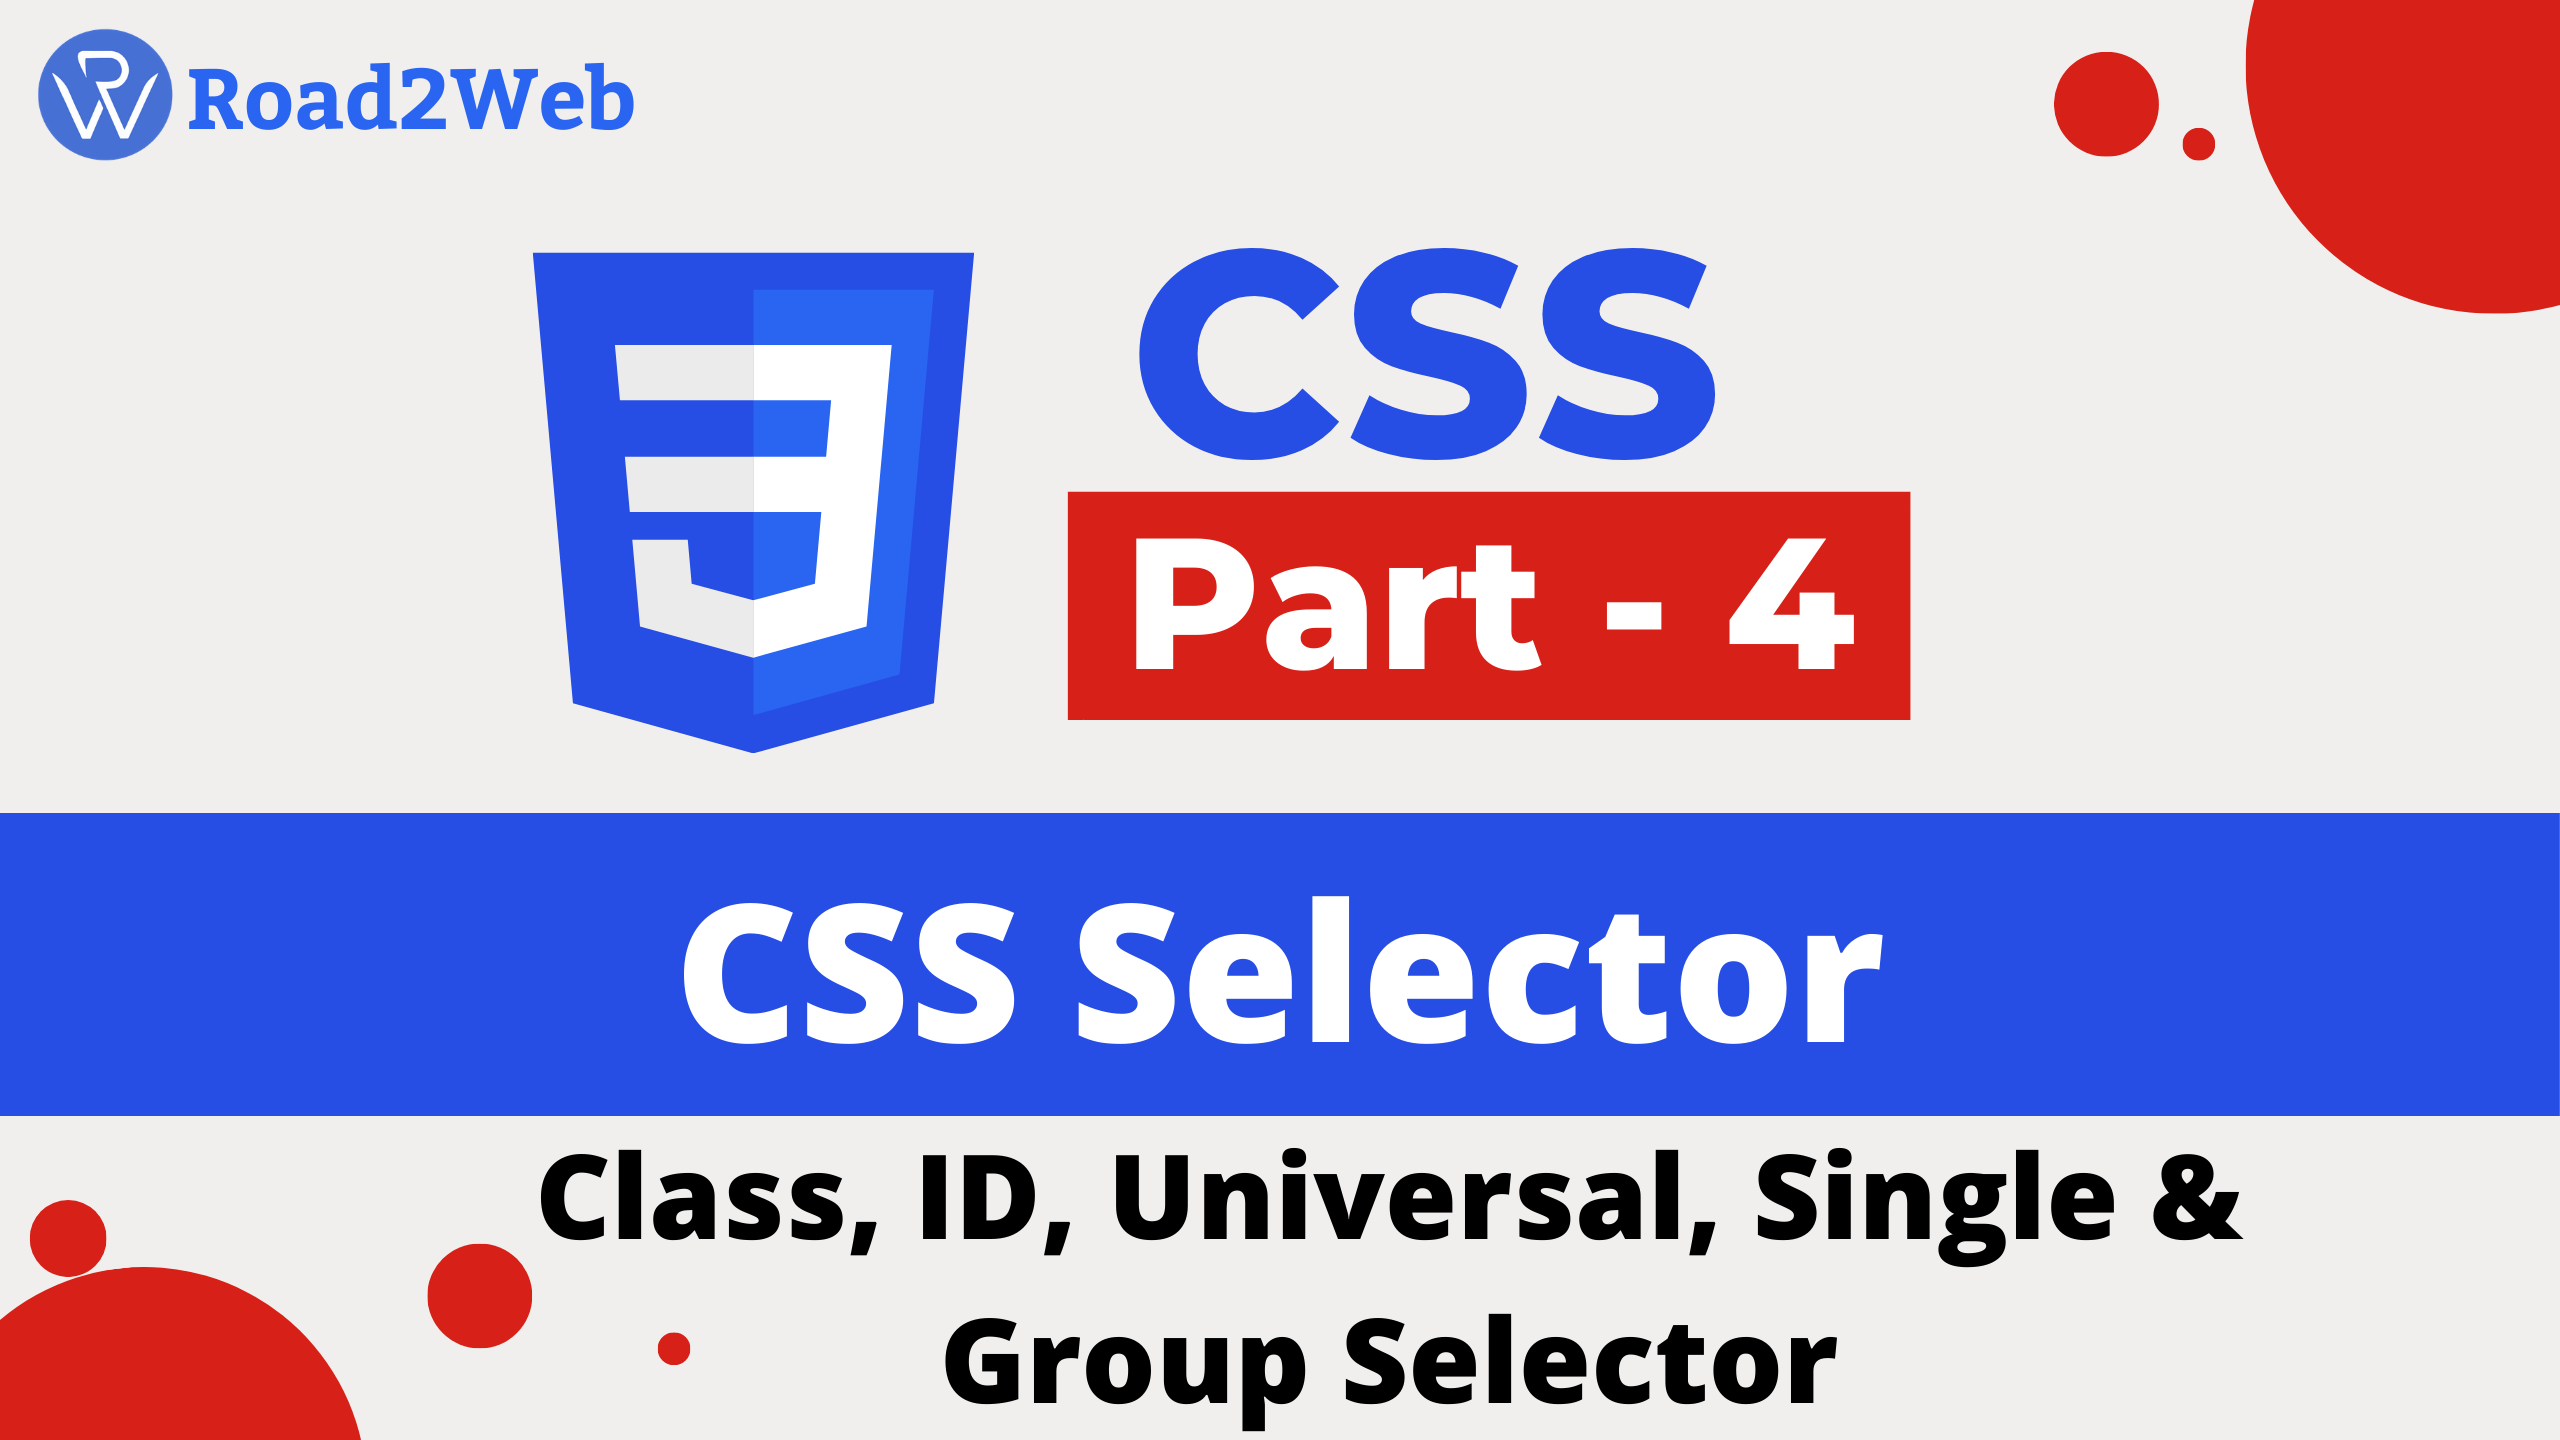 Road2Web
CSS
Part - 4
CSS Selector
Class, ID, Universal, Single &
Group Selector